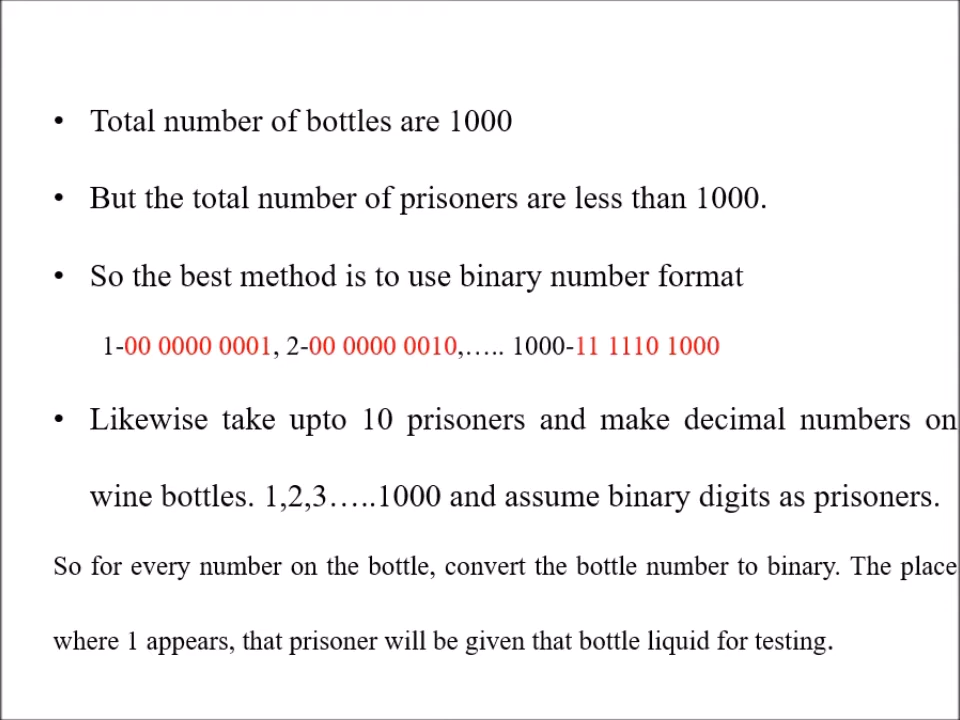 • Total number of bottles are 1000
• But the total number of prisoners are less than 1000.
• So the best method is to use binary number format
1-00 0000 0001, 2-00 0000 0010,….. 1000-11 1110 1000
• Likewise take upto 10 prisoners and make decimal numbers on
wine bottles. 1,2,3…..1000 and assume binary digits as prisoners.
So for every number on the bottle, convert the bottle number to binary. The place
where 1 appears, that prisoner will be given that bottle liquid for testing.